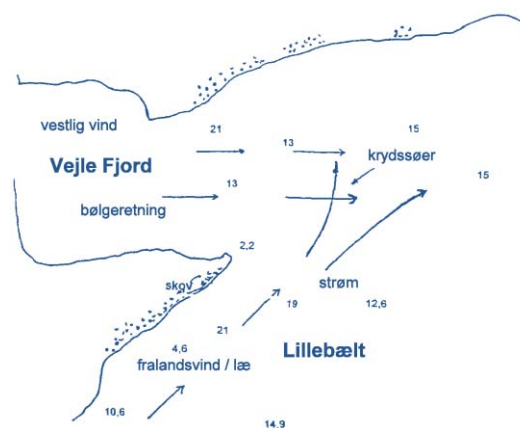 vestlig vind
21
13
15
krydssøer
Vejle Fjord
13
15
bølgeretning
2,2
skov
strøm
19
12,6
21
Lillebælt
4,6
fralandsvind / læ
10,6
14,9